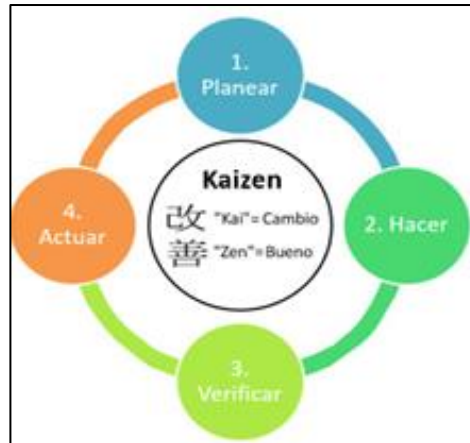 1.
Planear
Kaizen
改 "Kai"= Cambio
善 "Zen"= Bueno
2. Hacer
3.
Verificar
4.
Actuar